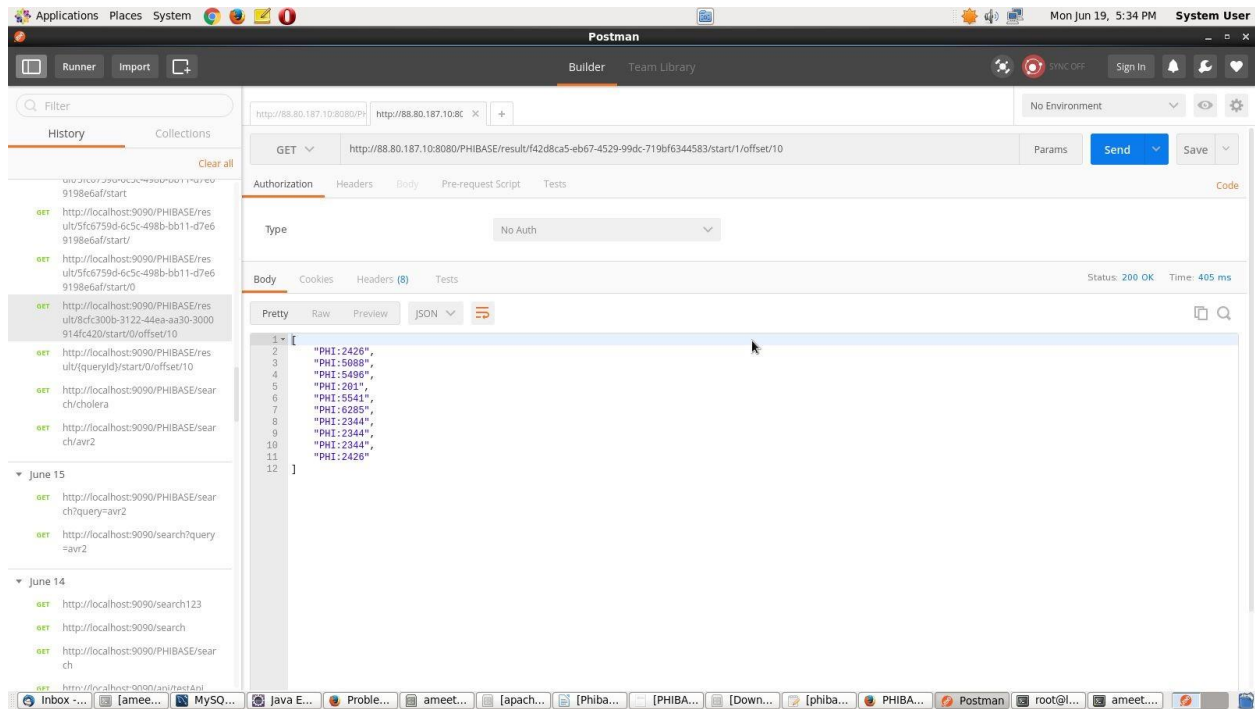 Applications Places System Mon Jun 19, 5:34 PM System User
Postman
Runner Import Builder Team Library SYNC OFF Sign In
Filter
History Collections
Clear all
9198e6af/start
GET http://localhost:9090/PHIBASE/res
ult/5fc6759d-6c5c-498b-bb11-d7e6
9198e6af/start/
GET http://localhost:9090/PHIBASE/res
ult/5fc6759d-6c5c-498b-bb11-d7e6
9198e6af/start/0
GET http://localhost:9090/PHIBASE/res
ult/8cfc300b-3122-44ea-aa30-3000
914fc420/start/0/offset/10
GET http://localhost:9090/PHIBASE/res
ult/{queryId}/start/0/offset/10
GET http://localhost:9090/PHIBASE/sear
ch/cholera
GET http://localhost:9090/PHIBASE/sear
ch/avr2
June 15
GET http://localhost:9090/PHIBASE/sear
ch?query=avr2
GET http://localhost:9090/search?query
=avr2
June 14
GET http://localhost:9090/search123
GET http://localhost:9090/search
GET http://localhost:9090/PHIBASE/sear
ch
GET http://localhost:9090/api/testApi
http://88.80.187.10:8080/PH http://88.80.187.10:80 × +
No Environment
GET http://88.80.187.10:8080/PHIBASE/result/f42d8ca5-eb67-4529-99dc-719bf6344583/start/1/offset/10 Params Send Save
Authorization Headers Body Pre-request Script Tests Code
Type No Auth
Body Cookies Headers (8) Tests Status: 200 OK Time: 405 ms
Pretty Raw Preview JSON
1 [
2 "PHI:2426",
3 "PHI:5088",
4 "PHI:5496",
5 "PHI:201",
6 "PHI:5541",
7 "PHI:6285",
8 "PHI:2344",
9 "PHI:2344",
10 "PHI:2344",
11 "PHI:2426"
12 ]
Inbox -... [amee... MySQ... Java E... Proble... ameet... [apach... [Phiba... [PHIBA... [Down... [phiba... PHIBA... Postman root@l... ameet....